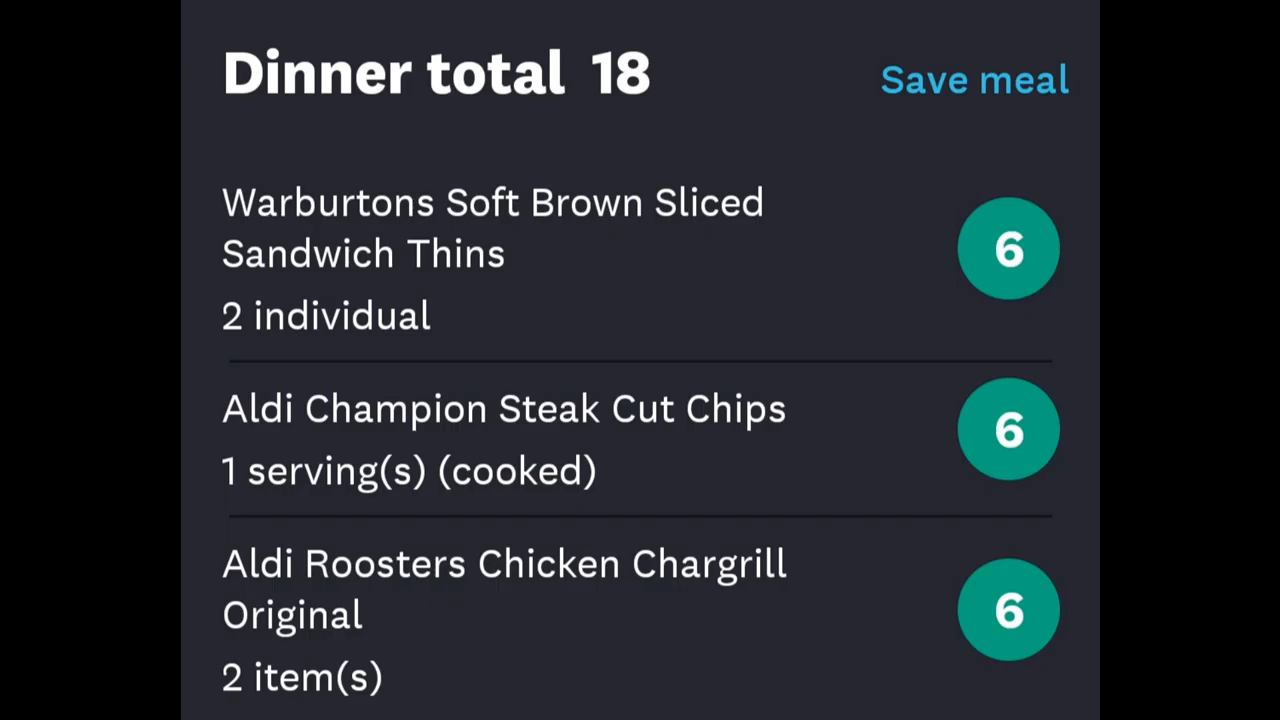 Dinner total 18
Save meal
Warburtons Soft Brown Sliced
Sandwich Thins
2 individual
6
Aldi Champion Steak Cut Chips
1 serving(s) (cooked)
6
Aldi Roosters Chicken Chargrill
Original
2 item(s)
6